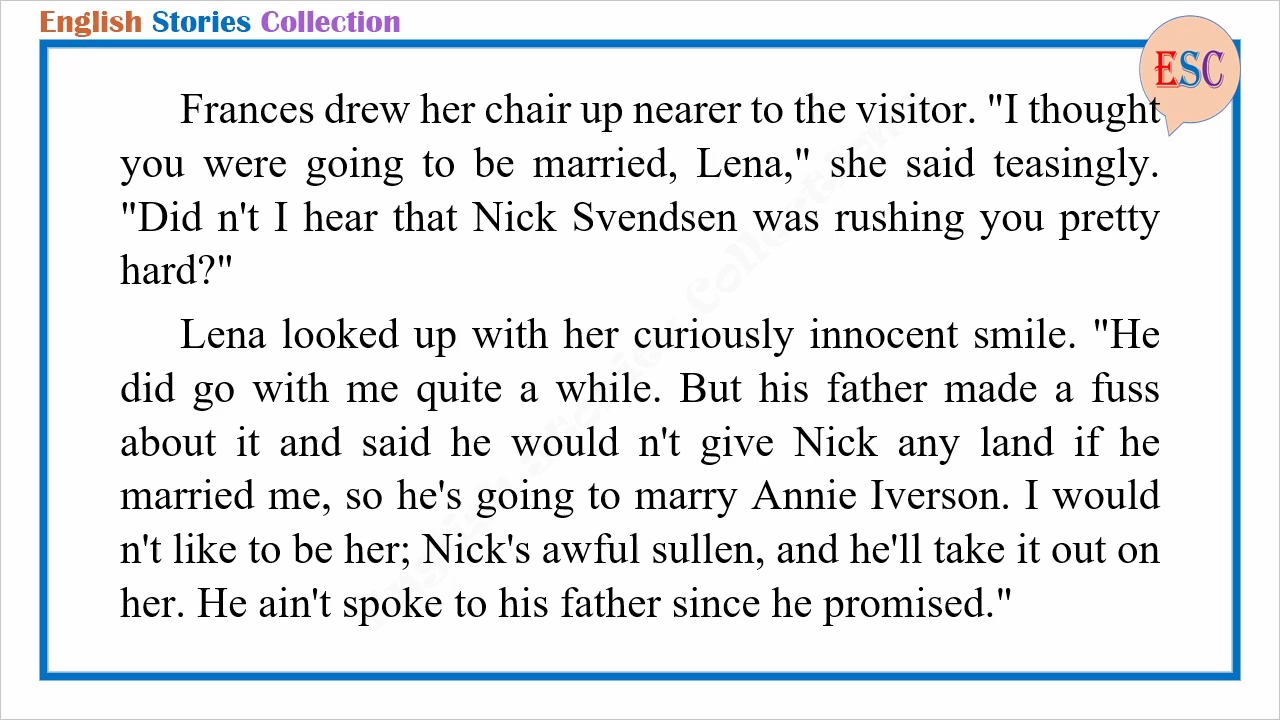 English Stories Collection
ESC
Frances drew her chair up nearer to the visitor. "I thought
you were going to be married, Lena," she said teasingly.
"Did n't I hear that Nick Svendsen was rushing you pretty
hard?"
Lena looked up with her curiously innocent smile. "He
did go with me quite a while. But his father made a fuss
about it and said he would n't give Nick any land if he
married me, so he's going to marry Annie Iverson. I would
n't like to be her; Nick's awful sullen, and he'll take it out on
her. He ain't spoke to his father since he promised."
English Stories Collection